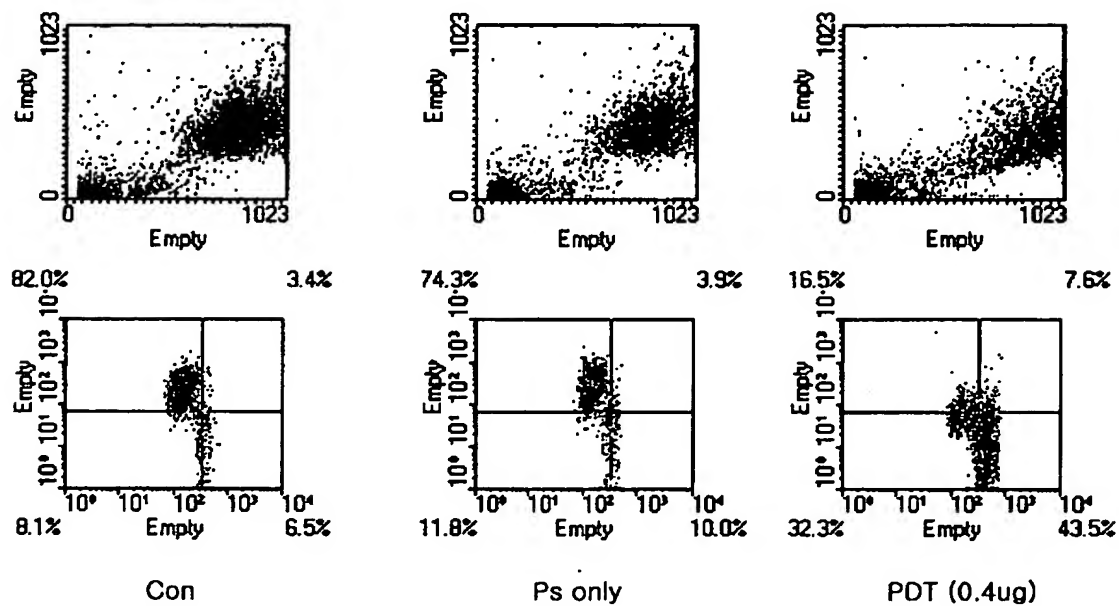 1023 1023 1023
Empty Empty Empty
0 0 0
0 1023 0 1023 0 1023
Empty Empty Empty
82.0% 3.4% 74.3% 3.9% 16.5% 7.6%
10⁰ 10¹ 10² 10³ 10⁰ 10¹ 10² 10³ 10⁰ 10¹ 10² 10³
Empty Empty Empty
10⁰ 10¹ 10² 10³ 10⁴ 10⁰ 10¹ 10² 10³ 10⁴ 10⁰ 10¹ 10² 10³ 10⁴
8.1% Empty 6.5% 11.8% Empty 10.0% 32.3% Empty 43.5%
Con Ps only PDT (0.4ug)